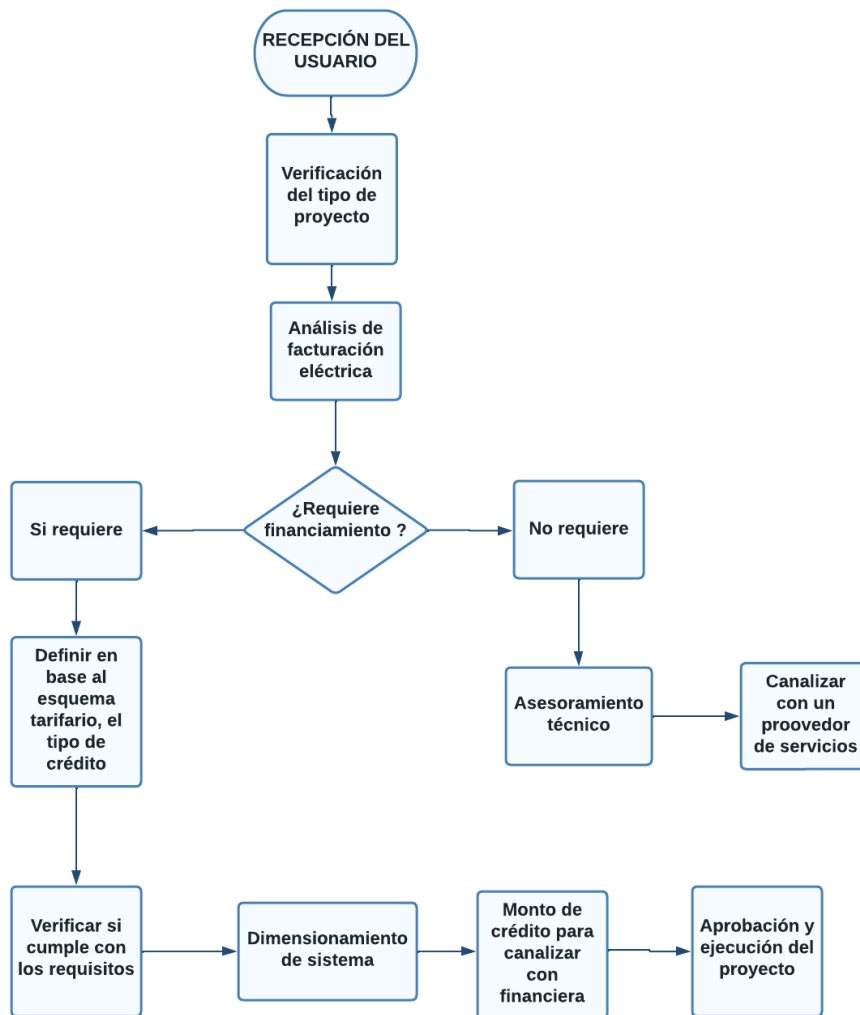 RECEPCIÓN DEL
USUARIO
Verificación
del tipo de
proyecto
Análisis de
facturación
eléctrica
¿Requiere
financiamiento ?
Si requiere
No requiere
Definir en
base al
esquema
tarifario, el
tipo de
crédito
Asesoramiento
técnico
Canalizar
con un
proovedor
de servicios
Verificar si
cumple con
los requisitos
Dimensionamiento
de sistema
Monto de
crédito para
canalizar
con
financiera
Aprobación y
ejecución del
proyecto